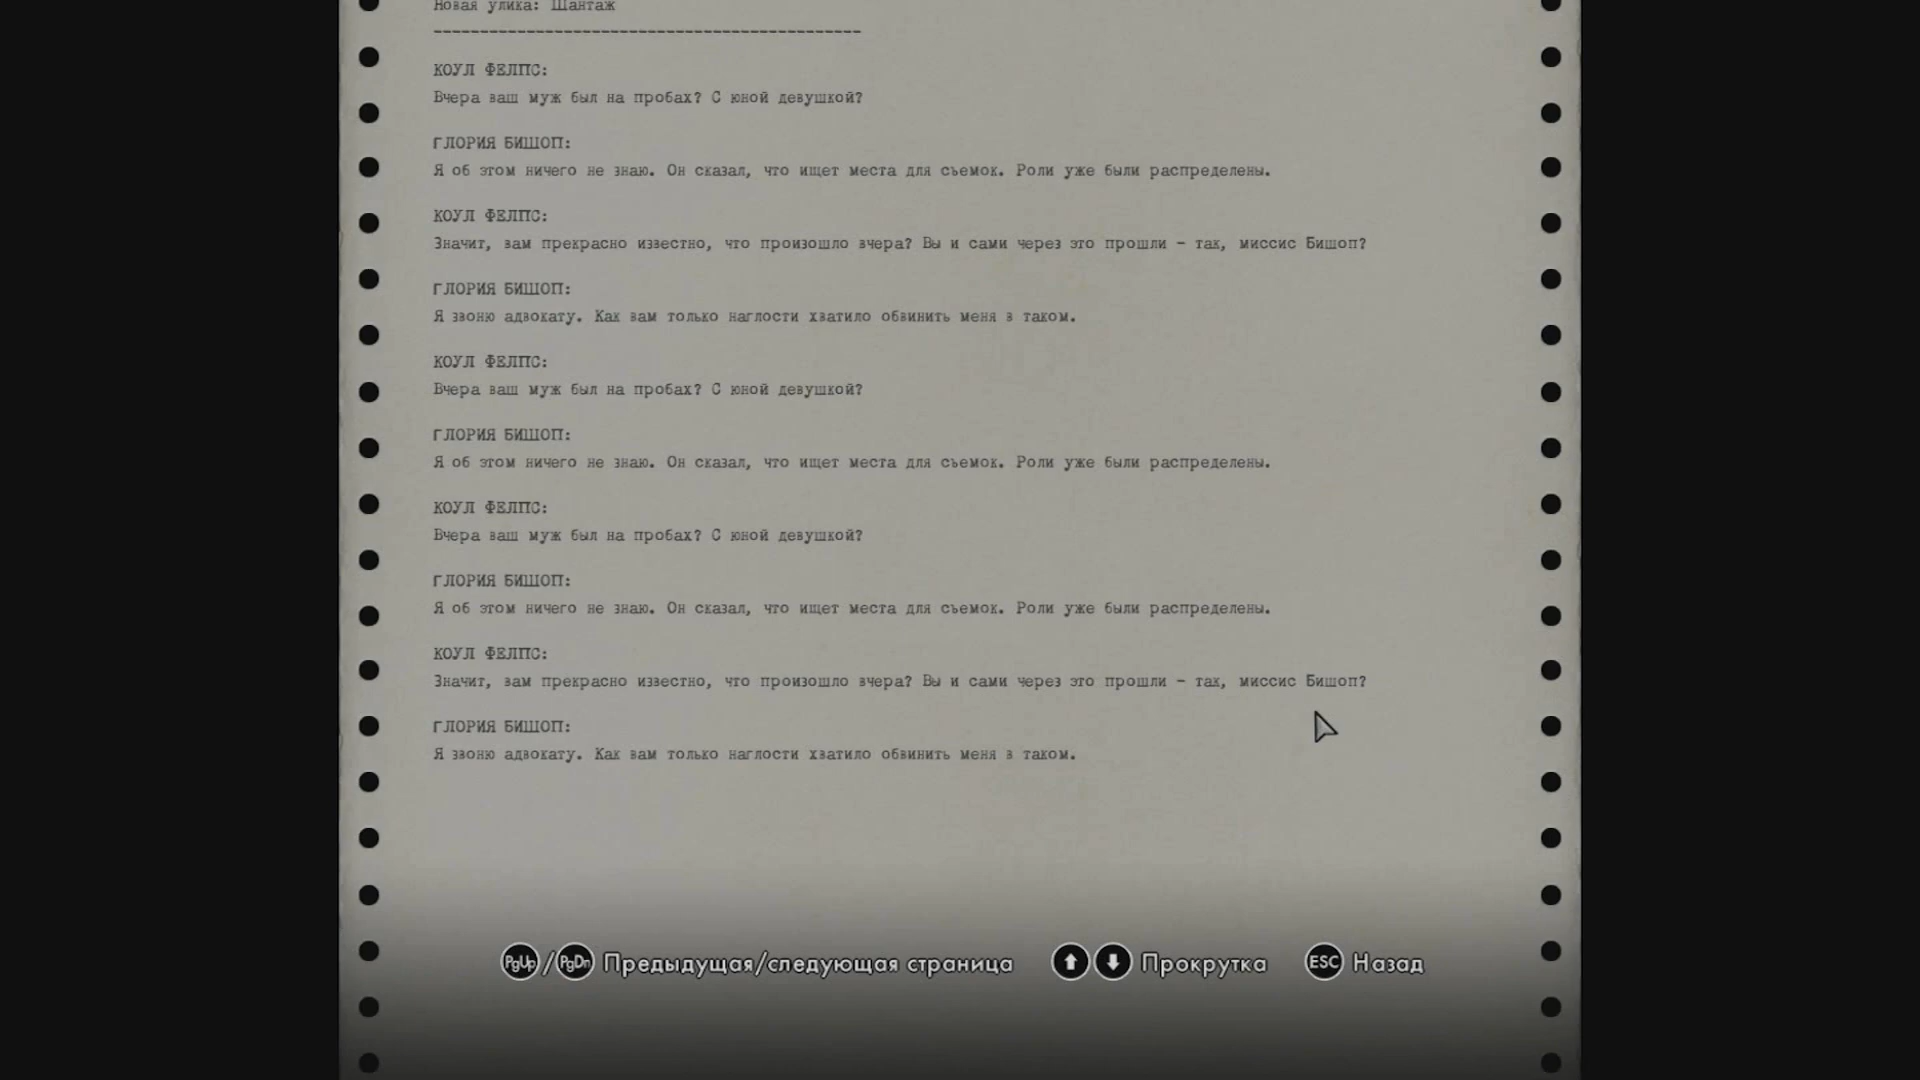 Новая улика: Шантаж
----------------------------------------------
КОУЛ ФЕЛПС:
Вчера ваш муж был на пробах? С юной девушкой?
ГЛОРИЯ БИШОП:
Я об этом ничего не знаю. Он сказал, что ищет места для съемок. Роли уже были распределены.
КОУЛ ФЕЛПС:
Значит, вам прекрасно известно, что произошло вчера? Вы и сами через это прошли - так, миссис Бишоп?
ГЛОРИЯ БИШОП:
Я звоню адвокату. Как вам только наглости хватило обвинить меня в таком.
КОУЛ ФЕЛПС:
Вчера ваш муж был на пробах? С юной девушкой?
ГЛОРИЯ БИШОП:
Я об этом ничего не знаю. Он сказал, что ищет места для съемок. Роли уже были распределены.
КОУЛ ФЕЛПС:
Вчера ваш муж был на пробах? С юной девушкой?
ГЛОРИЯ БИШОП:
Я об этом ничего не знаю. Он сказал, что ищет места для съемок. Роли уже были распределены.
КОУЛ ФЕЛПС:
Значит, вам прекрасно известно, что произошло вчера? Вы и сами через это прошли - так, миссис Бишоп?
ГЛОРИЯ БИШОП:
Я звоню адвокату. Как вам только наглости хватило обвинить меня в таком.
PgUp/PgDn Предыдущая/следующая страница ⬆ ⬇ Прокрутка ESC Назад